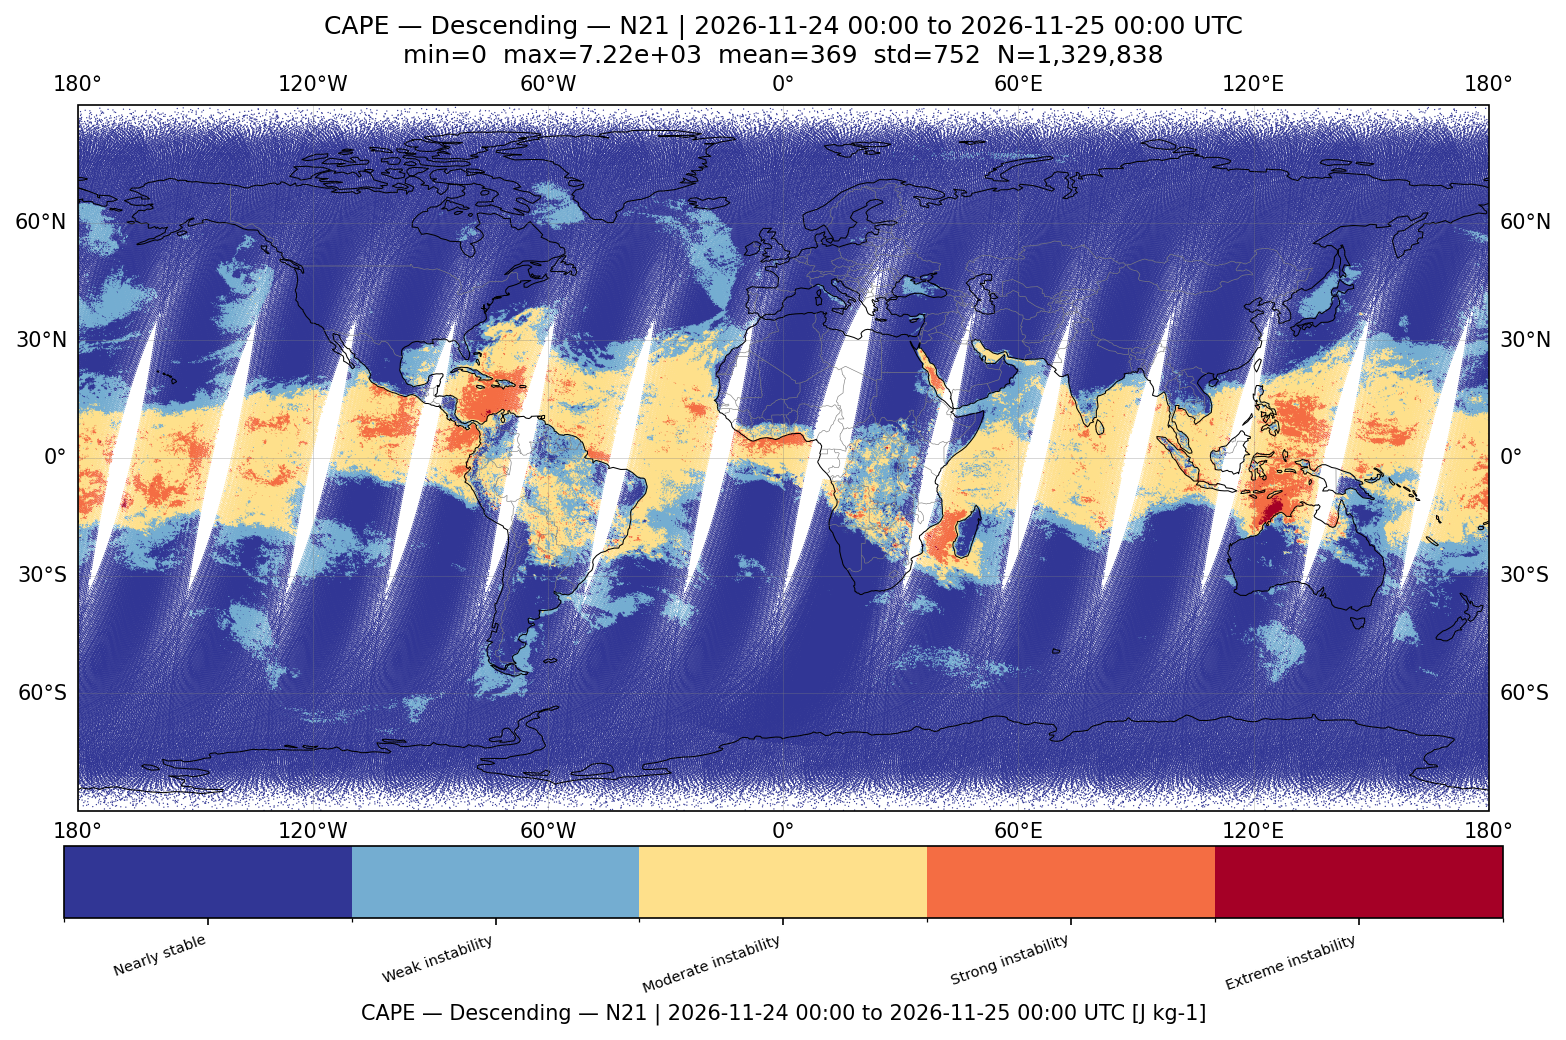 CAPE — Descending — N21 | 2026-11-24 00:00 to 2026-11-25 00:00 UTC
min=0 max=7.22e+03 mean=369 std=752 N=1,329,838
180° 120°W 60°W 0° 60°E 120°E 180°
60°N 60°N
30°N 30°N
0° 0°
30°S 30°S
60°S 60°S
180° 120°W 60°W 0° 60°E 120°E 180°
Nearly stable Weak instability Moderate instability Strong instability Extreme instability
CAPE — Descending — N21 | 2026-11-24 00:00 to 2026-11-25 00:00 UTC [J kg-1]